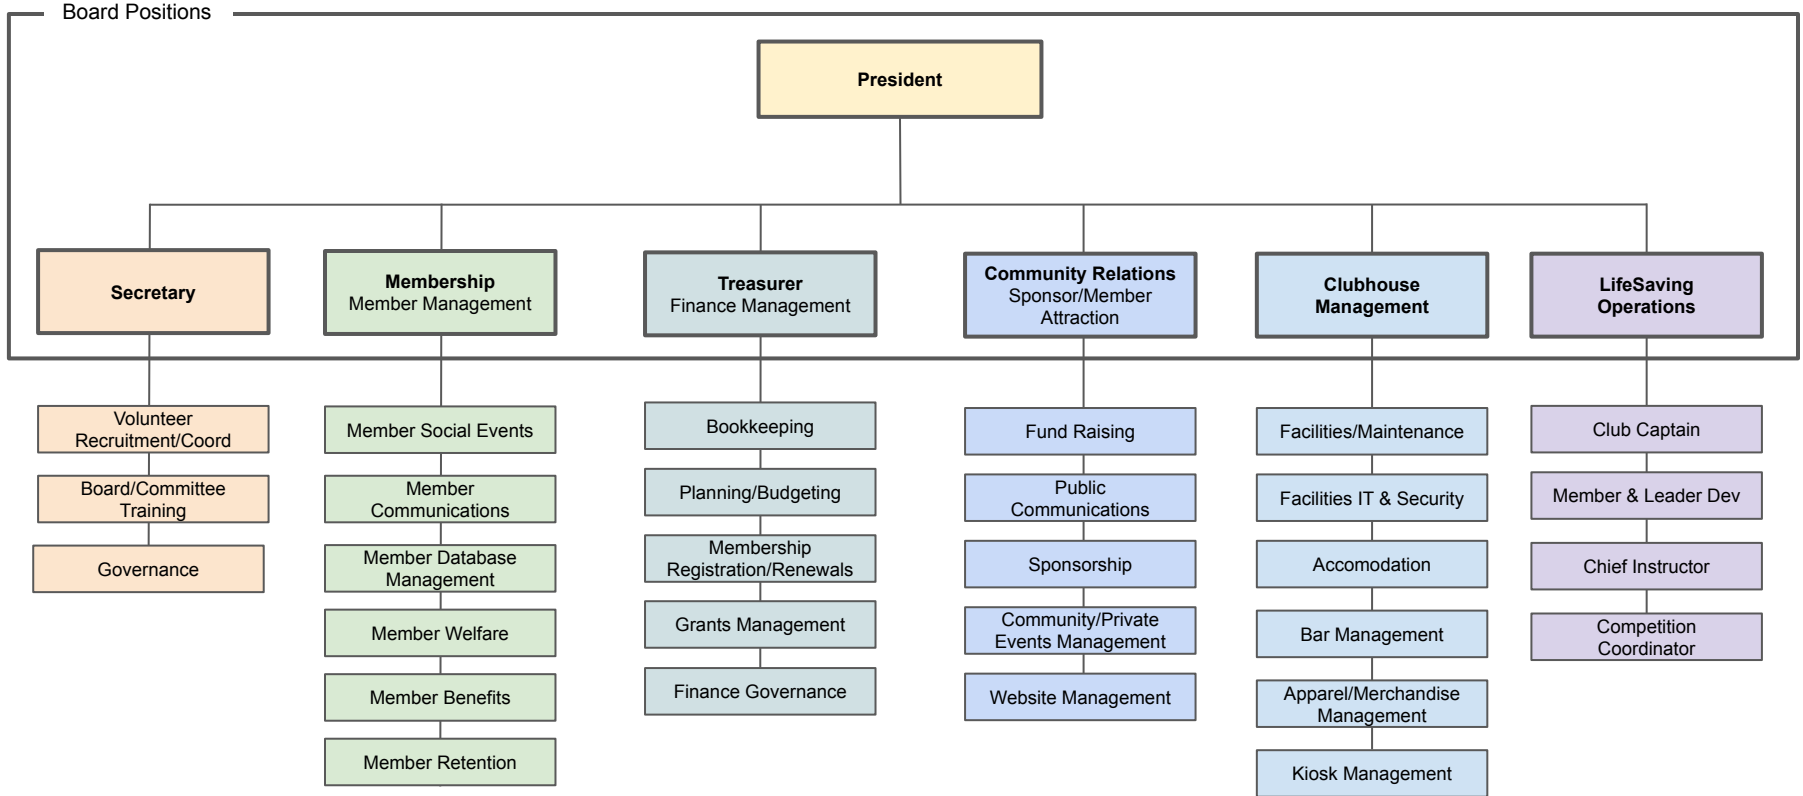 Board Positions
President
Secretary
Membership
Member Management
Treasurer
Finance Management
Community Relations
Sponsor/Member
Attraction
Clubhouse
Management
LifeSaving
Operations
Volunteer
Recruitment/Coord
Board/Committee
Training
Governance
Member Social Events
Member
Communications
Member Database
Management
Member Welfare
Member Benefits
Member Retention
Bookkeeping
Planning/Budgeting
Membership
Registration/Renewals
Grants Management
Finance Governance
Fund Raising
Public
Communications
Sponsorship
Community/Private
Events Management
Website Management
Facilities/Maintenance
Facilities IT & Security
Accomodation
Bar Management
Apparel/Merchandise
Management
Kiosk Management
Club Captain
Member & Leader Dev
Chief Instructor
Competition
Coordinator